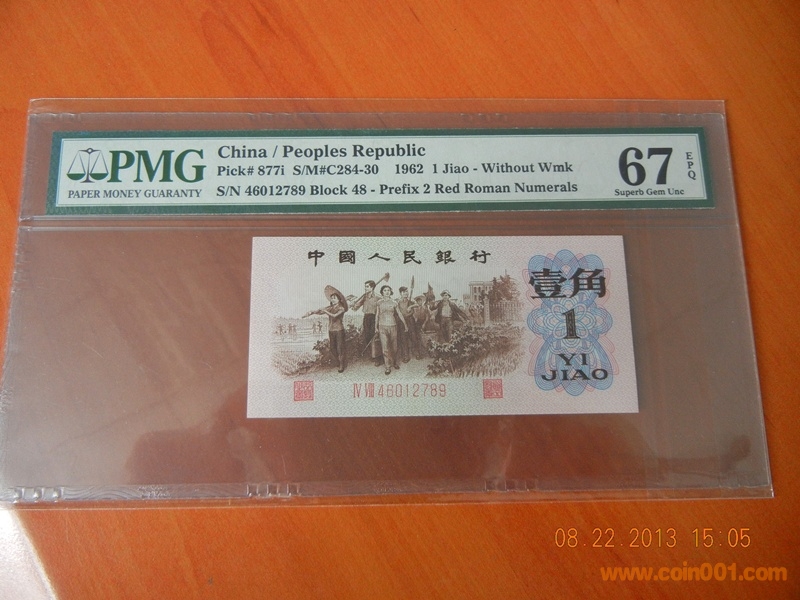 PMG
PAPER MONEY GUARANTY
China / Peoples Republic
Pick# 877i S/M#C284-30 1962 1 Jiao - Without Wmk
S/N 46012789 Block 48 - Prefix 2 Red Roman Numerals
67
EPQ
Superb Gem Unc
中國人民銀行
壹角
1
YI
JIAO
IV VIII 46012789
08.22.2013 15:05
www.coin001.com